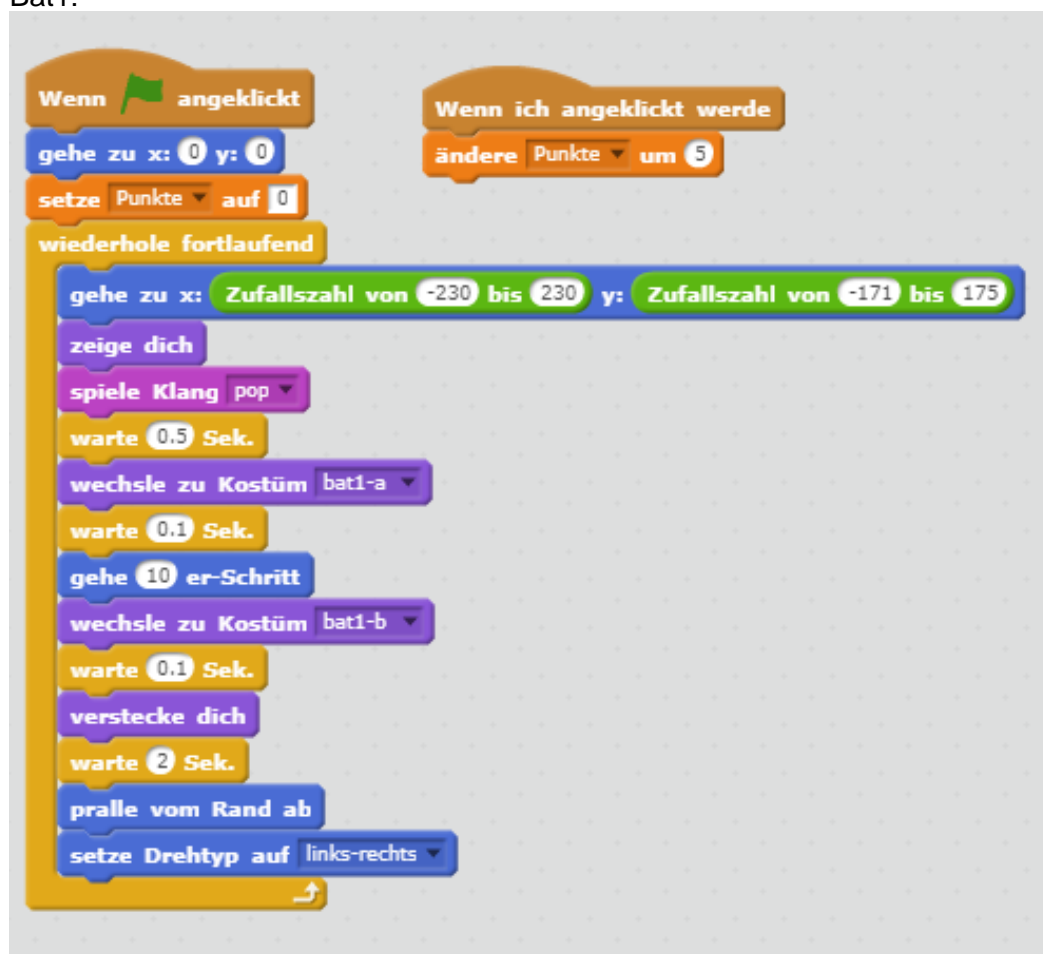 Bat1:
Wenn angeklickt
gehe zu x: 0 y: 0
setze Punkte auf 0
wiederhole fortlaufend
gehe zu x: Zufallszahl von -230 bis 230 y: Zufallszahl von -171 bis 175
zeige dich
spiele Klang pop
warte 0.5 Sek.
wechsle zu Kostüm bat1-a
warte 0.1 Sek.
gehe 10 er-Schritt
wechsle zu Kostüm bat1-b
warte 0.1 Sek.
verstecke dich
warte 2 Sek.
pralle vom Rand ab
setze Drehtyp auf links-rechts
Wenn ich angeklickt werde
ändere Punkte um 5